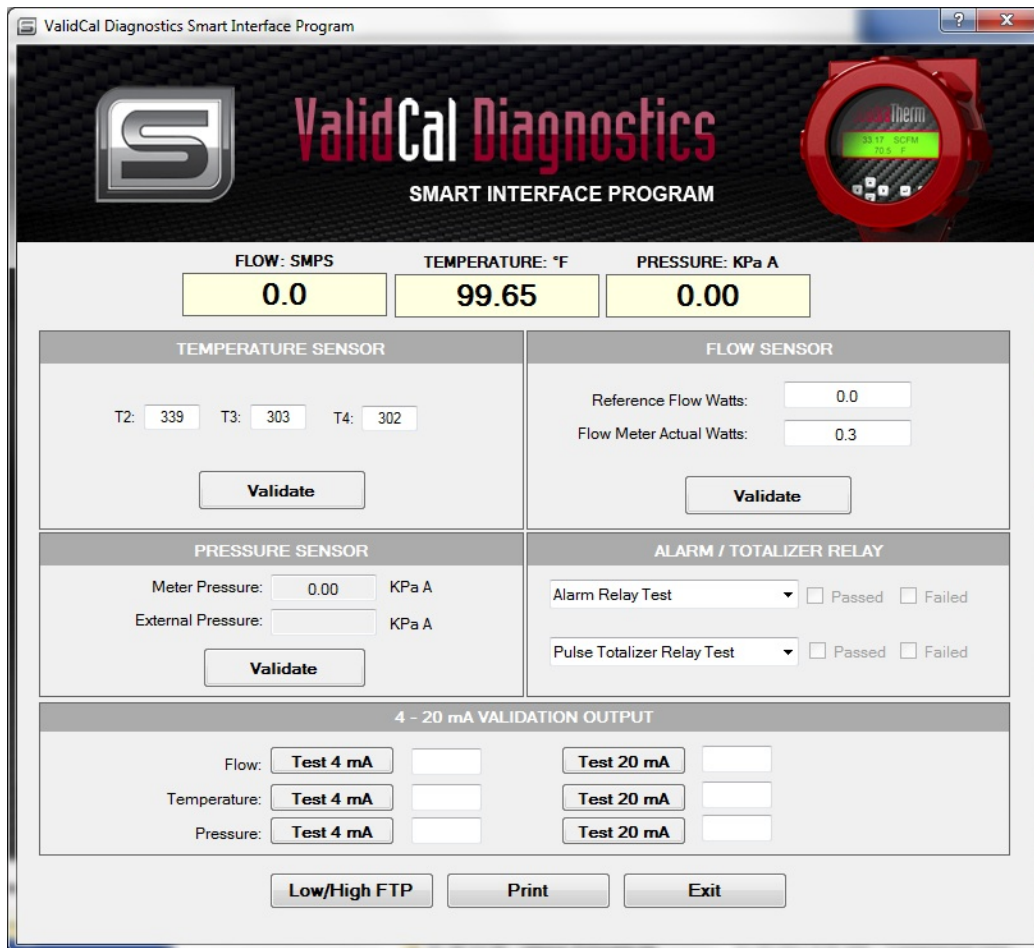 ValidCal Diagnostics Smart Interface Program
ValidCal Diagnostics
SMART INTERFACE PROGRAM
Therm
33.17 SCFM
70.5 F
FLOW: SMPS
TEMPERATURE: °F
PRESSURE: KPa A
0.0
99.65
0.00
TEMPERATURE SENSOR
T2: 339 T3: 303 T4: 302
Validate
FLOW SENSOR
Reference Flow Watts: 0.0
Flow Meter Actual Watts: 0.3
Validate
PRESSURE SENSOR
Meter Pressure: 0.00 KPa A
External Pressure: KPa A
Validate
ALARM / TOTALIZER RELAY
Alarm Relay Test Passed Failed
Pulse Totalizer Relay Test Passed Failed
4 - 20 mA VALIDATION OUTPUT
Flow: Test 4 mA Test 20 mA
Temperature: Test 4 mA Test 20 mA
Pressure: Test 4 mA Test 20 mA
Low/High FTP Print Exit